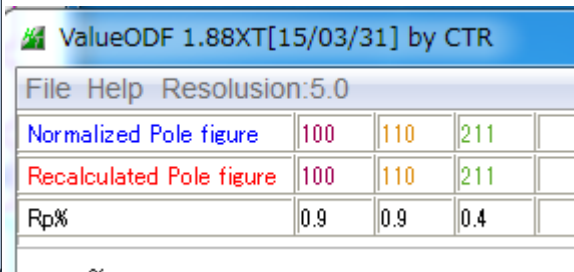 ValueODF 1.88XT[15/03/31] by CTR
File Help Resolusion:5.0
Normalized Pole figure 100 110 211
Recalculated Pole figure 100 110 211
Rp% 0.9 0.9 0.4
%